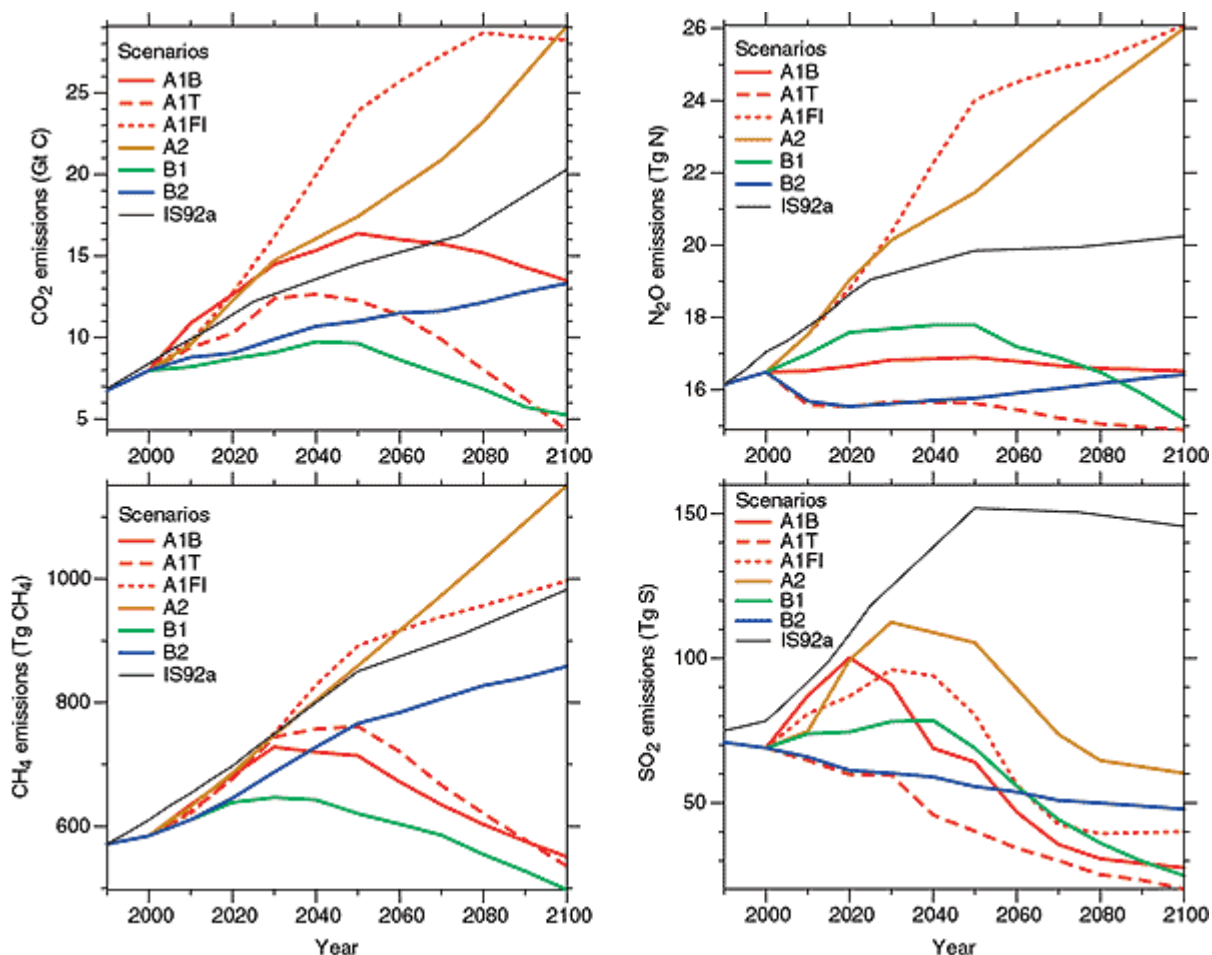 Scenarios
A1B
A1T
A1FI
A2
B1
B2
IS92a
CO2 emissions (Gt C)
25
20
15
10
5
2000 2020 2040 2060 2080 2100
Scenarios
A1B
A1T
A1FI
A2
B1
B2
IS92a
N2O emissions (Tg N)
26
24
22
20
18
16
2000 2020 2040 2060 2080 2100
Scenarios
A1B
A1T
A1FI
A2
B1
B2
IS92a
CH4 emissions (Tg CH4)
1000
800
600
2000 2020 2040 2060 2080 2100
Year
Scenarios
A1B
A1T
A1FI
A2
B1
B2
IS92a
SO2 emissions (Tg S)
150
100
50
2000 2020 2040 2060 2080 2100
Year